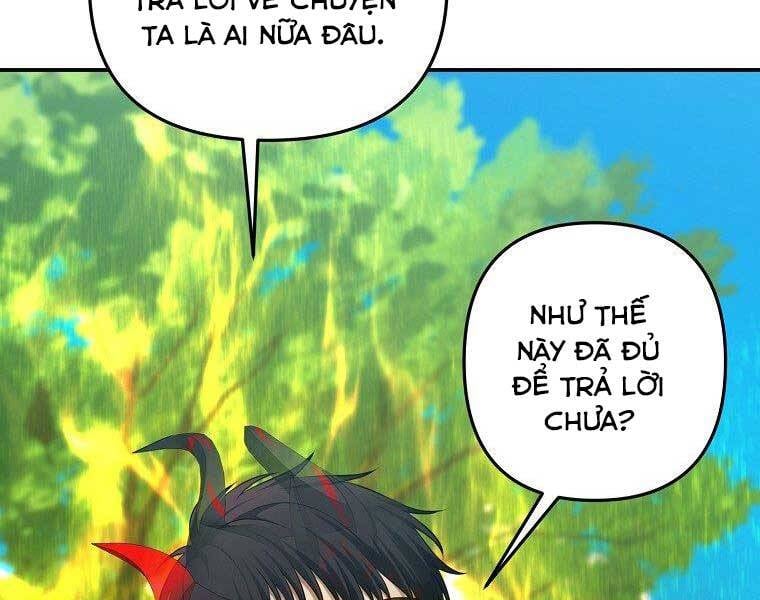 TRẢ LỜI VỀ CHUYỆN
TA LÀ AI NỮA ĐÂU.
NHƯ THẾ
NÀY ĐÃ ĐỦ
ĐỂ TRẢ LỜI
CHƯA?